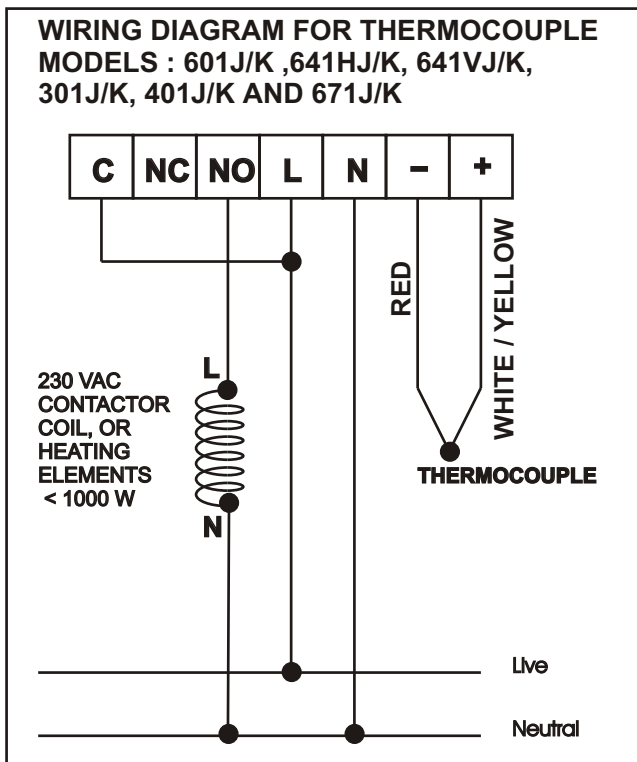 WIRING DIAGRAM FOR THERMOCOUPLE
MODELS : 601J/K ,641HJ/K, 641VJ/K,
301J/K, 401J/K AND 671J/K
C NC NO L N − +
RED
WHITE / YELLOW
L
230 VAC
CONTACTOR
COIL, OR
HEATING
ELEMENTS
< 1000 W
N
THERMOCOUPLE
Live
Neutral